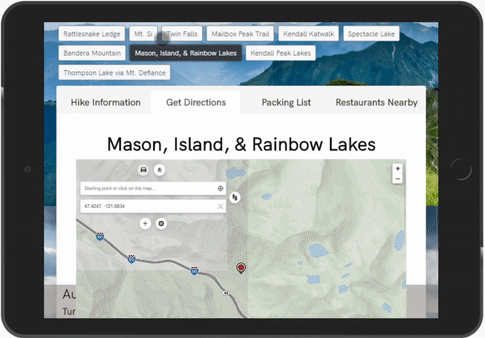 Rattlesnake Ledge Mt. Si Twin Falls Mailbox Peak Trail Kendall Katwalk Spectacle Lake
Bandera Mountain Mason, Island, & Rainbow Lakes Kendall Peak Lakes
Thompson Lake via Mt. Defiance
Hike Information Get Directions Packing List Restaurants Nearby
Mason, Island, & Rainbow Lakes
+
−
Starting point or click on the map...
47.4247, -121.5834
+
Au
Tur